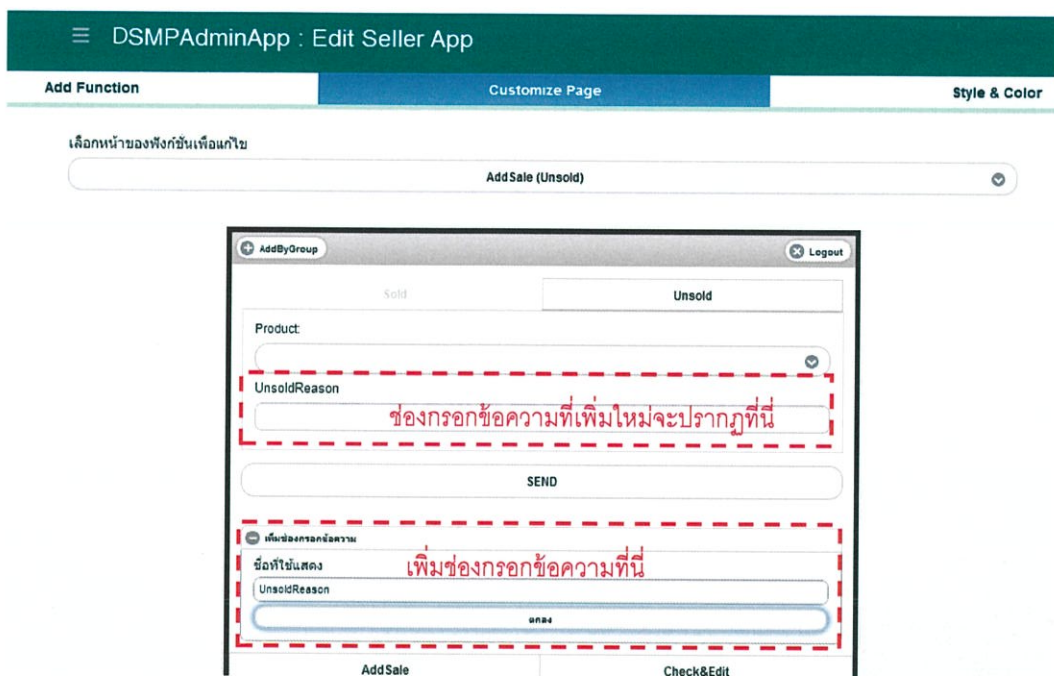 DSMPAdminApp : Edit Seller App
Add Function Customize Page Style & Color
เลือกหน้าของฟังก์ชันเพื่อแก้ไข
AddSale (Unsold)
AddByGroup Logout
Sold Unsold
Product:
UnsoldReason
ช่องกรอกข้อความที่เพิ่มใหม่จะปรากฏที่นี่
SEND
เพิ่มช่องกรอกข้อความ
ชื่อที่ใช้แสดง เพิ่มช่องกรอกข้อความที่นี่
UnsoldReason
ตกลง
AddSale Check&Edit